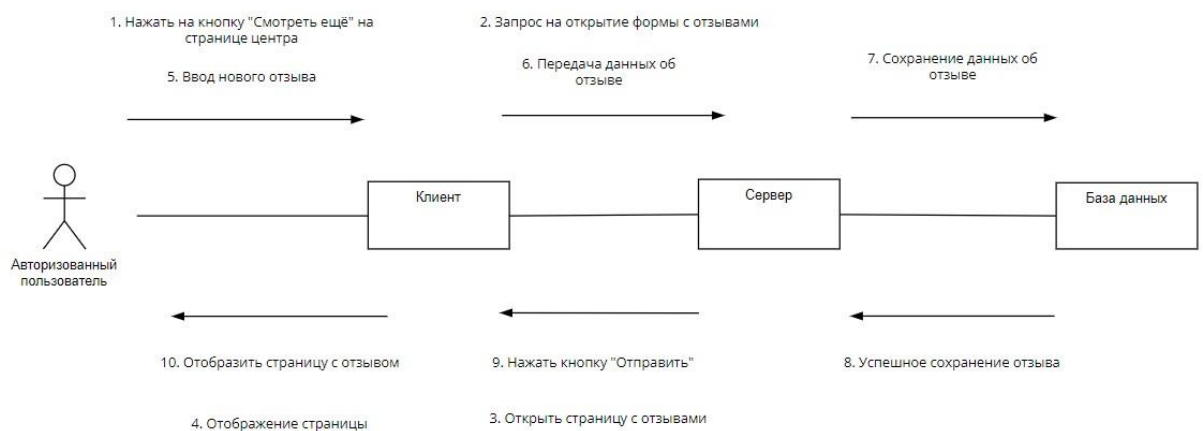 1. Нажать на кнопку "Смотреть ещё" на
странице центра
2. Запрос на открытие формы с отзывами
5. Ввод нового отзыва
6. Передача данных об
отзыве
7. Сохранение данных об
отзыве
Клиент
Сервер
База данных
Авторизованный
пользователь
10. Отобразить страницу с отзывом
9. Нажать кнопку "Отправить"
8. Успешное сохранение отзыва
4. Отображение страницы
3. Открыть страницу с отзывами